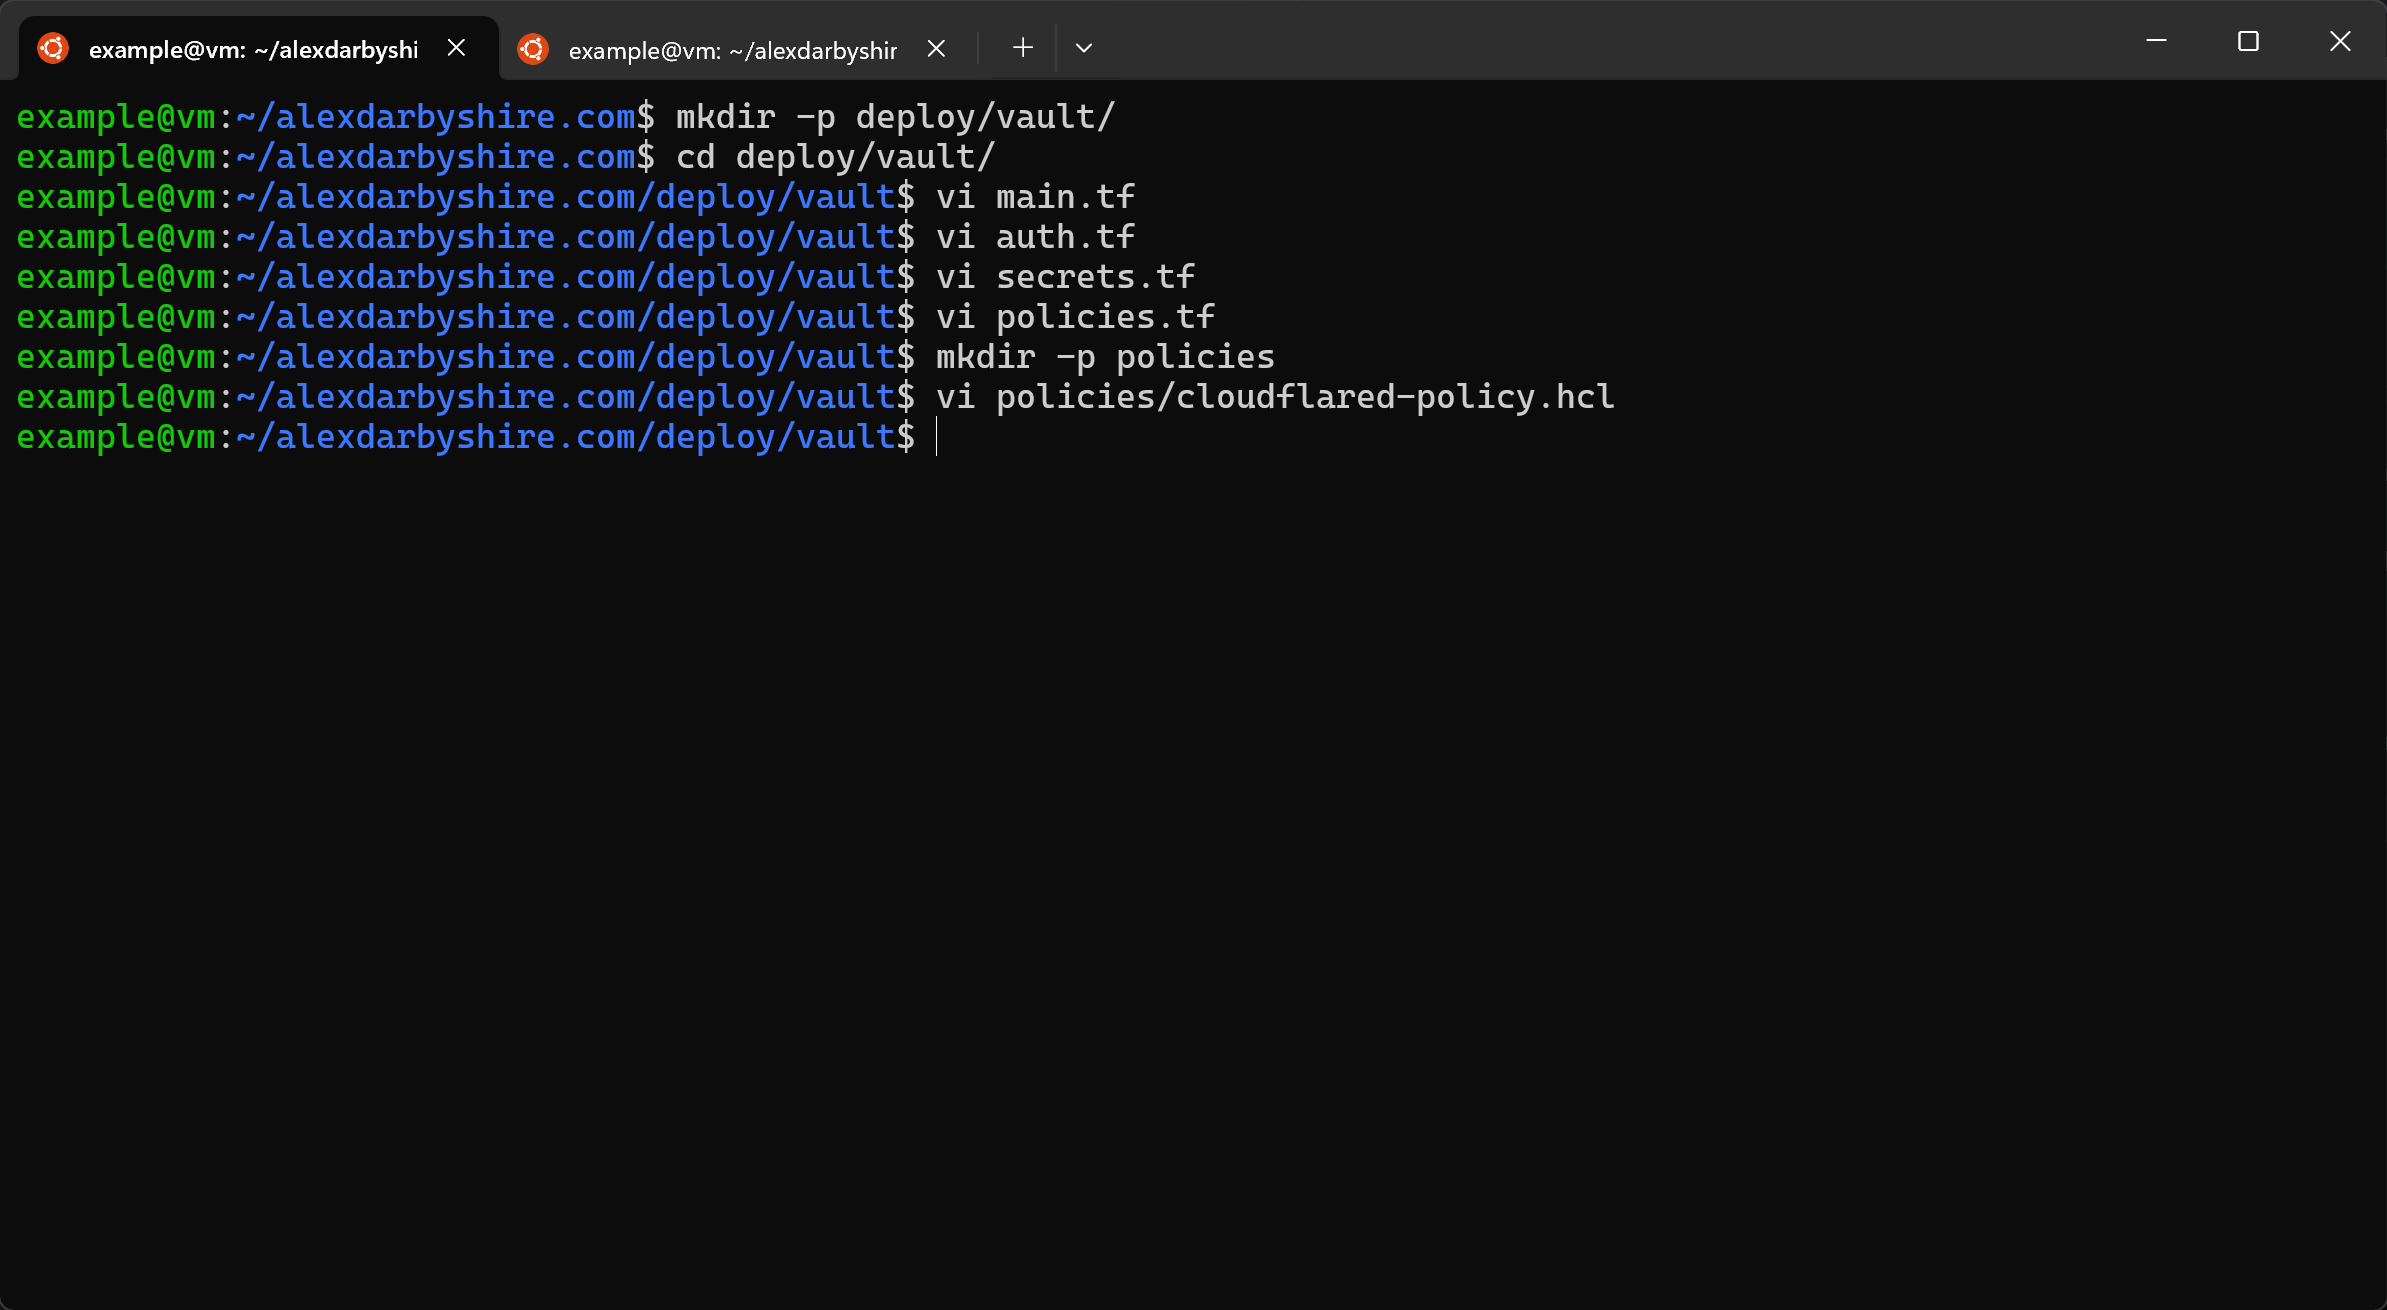 example@vm: ~/alexdarbyshi
example@vm: ~/alexdarbyshir
example@vm:~/alexdarbyshire.com$ mkdir -p deploy/vault/
example@vm:~/alexdarbyshire.com$ cd deploy/vault/
example@vm:~/alexdarbyshire.com/deploy/vault$ vi main.tf
example@vm:~/alexdarbyshire.com/deploy/vault$ vi auth.tf
example@vm:~/alexdarbyshire.com/deploy/vault$ vi secrets.tf
example@vm:~/alexdarbyshire.com/deploy/vault$ vi policies.tf
example@vm:~/alexdarbyshire.com/deploy/vault$ mkdir -p policies
example@vm:~/alexdarbyshire.com/deploy/vault$ vi policies/cloudflared-policy.hcl
example@vm:~/alexdarbyshire.com/deploy/vault$